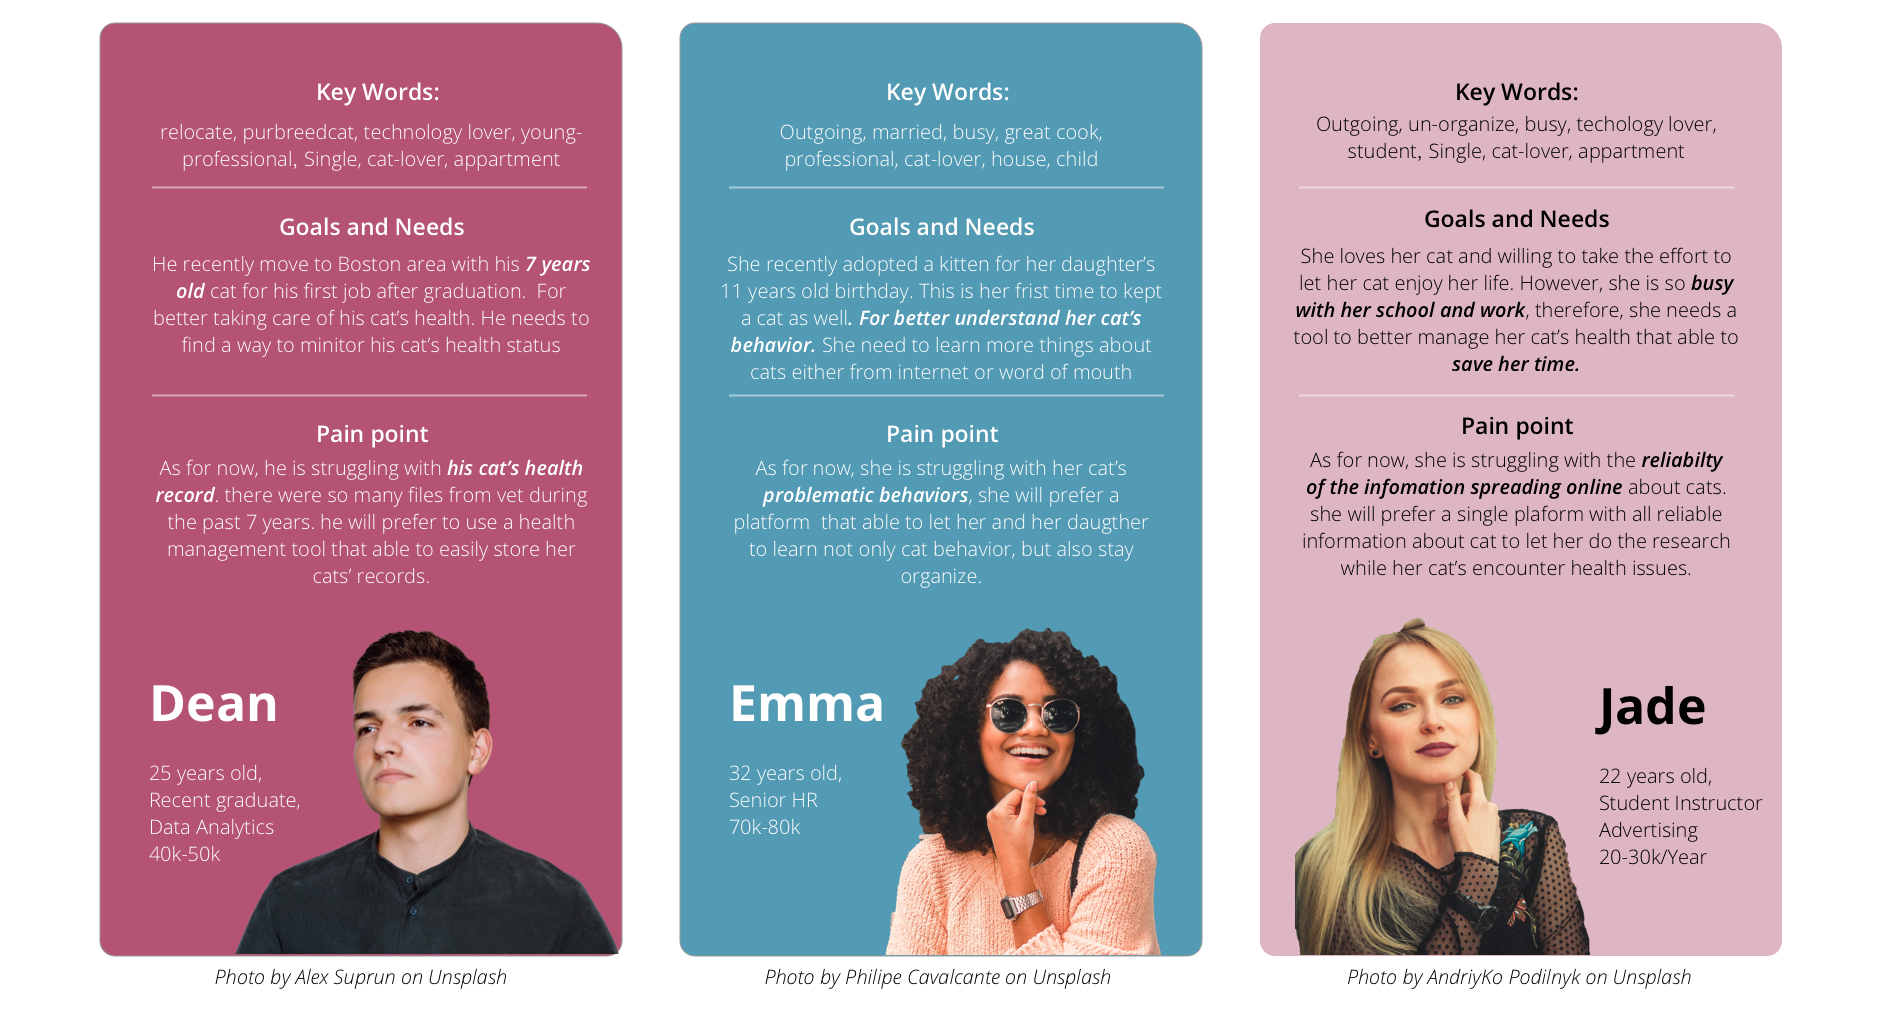 Key Words:
relocate, purbreedcat, technology lover, young-
professional, Single, cat-lover, appartment
Goals and Needs
He recently move to Boston area with his 7 years
old cat for his first job after graduation.  For
better taking care of his cat's health. He needs to
find a way to minitor his cat's health status
Pain point
As for now, he is struggling with his cat's health
record. there were so many files from vet during
the past 7 years. he will prefer to use a health
management tool that able to easily store her
cats' records.
Dean
25 years old,
Recent graduate,
Data Analytics
40k-50k
Photo by Alex Suprun on Unsplash
Key Words:
Outgoing, married, busy, great cook,
professional, cat-lover, house, child
Goals and Needs
She recently adopted a kitten for her daughter's
11 years old birthday. This is her frist time to kept
a cat as well. For better understand her cat's
behavior. She need to learn more things about
cats either from internet or word of mouth
Pain point
As for now, she is struggling with her cat's
problematic behaviors, she will prefer a
platform  that able to let her and her daugther
to learn not only cat behavior, but also stay
organize.
Emma
32 years old,
Senior HR
70k-80k
Photo by Philipe Cavalcante on Unsplash
Key Words:
Outgoing, un-organize, busy, techology lover,
student, Single, cat-lover, appartment
Goals and Needs
She loves her cat and willing to take the effort to
let her cat enjoy her life. However, she is so busy
with her school and work, therefore, she needs a
tool to better manage her cat's health that able to
save her time.
Pain point
As for now, she is struggling with the reliabilty
of the infomation spreading online about cats.
she will prefer a single plaform with all reliable
information about cat to let her do the research
while her cat's encounter health issues.
Jade
22 years old,
Student Instructor
Advertising
20-30k/Year
Photo by AndriyKo Podilnyk on Unsplash